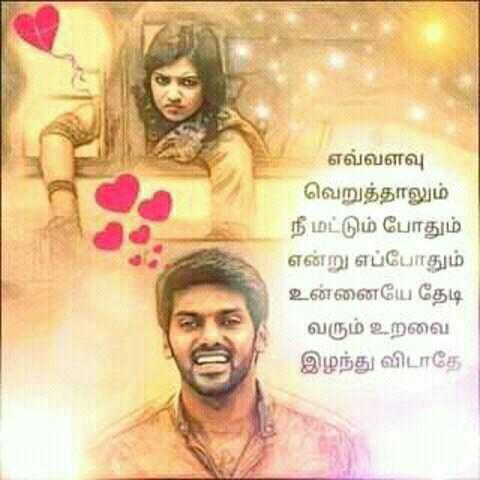 எவ்வளவு
வெறுத்தாலும்
நீ மட்டும் போதும்
என்று எப்போதும்
உன்னையே தேடி
வரும் உறவை
இழந்து விடாதே